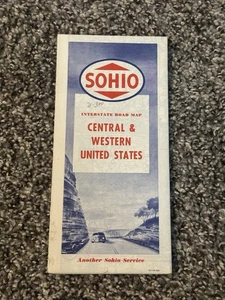 SOHIO
INTERSTATE ROAD MAP
CENTRAL &
WESTERN
UNITED STATES
Another Sohio Service